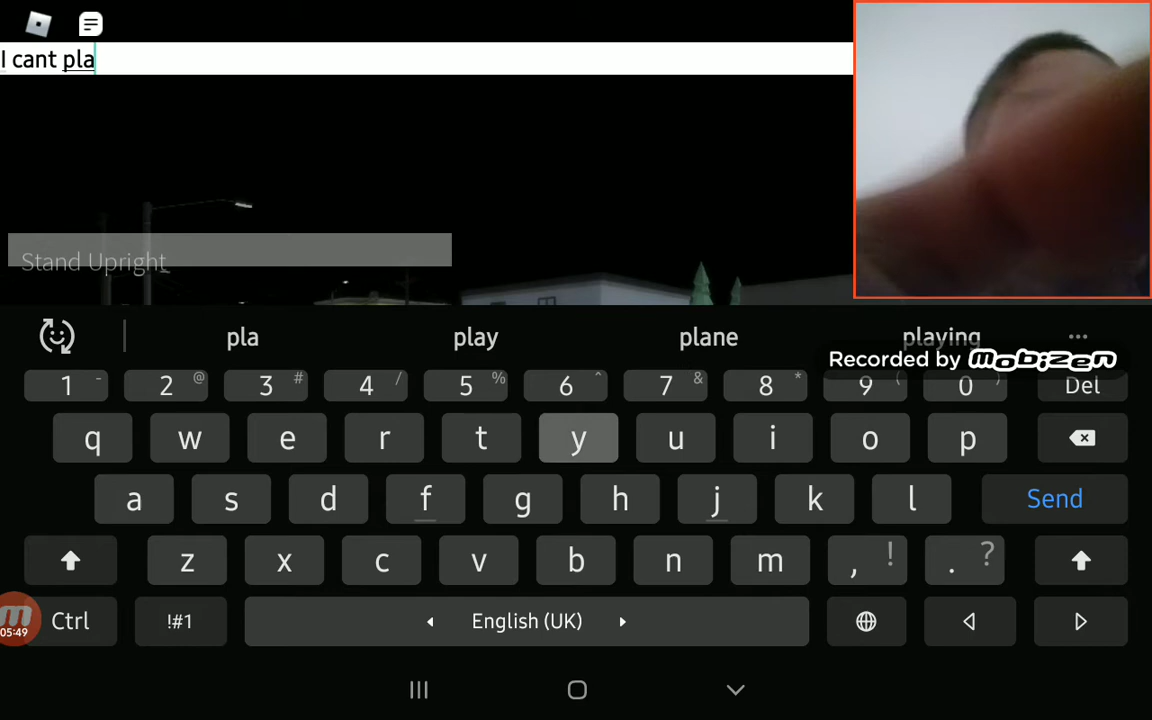 I cant pla
Stand Upright
pla play plane playing ...
Recorded by mobizen
1 - 2 @ 3 # 4 / 5 % 6 ^ 7 & 8 * 9 ( 0 ) Del
q w e r t y u i o p
a s d f g h j k l Send
z x c v b n m , ! . ?
05:49 Ctrl !#1 English (UK)